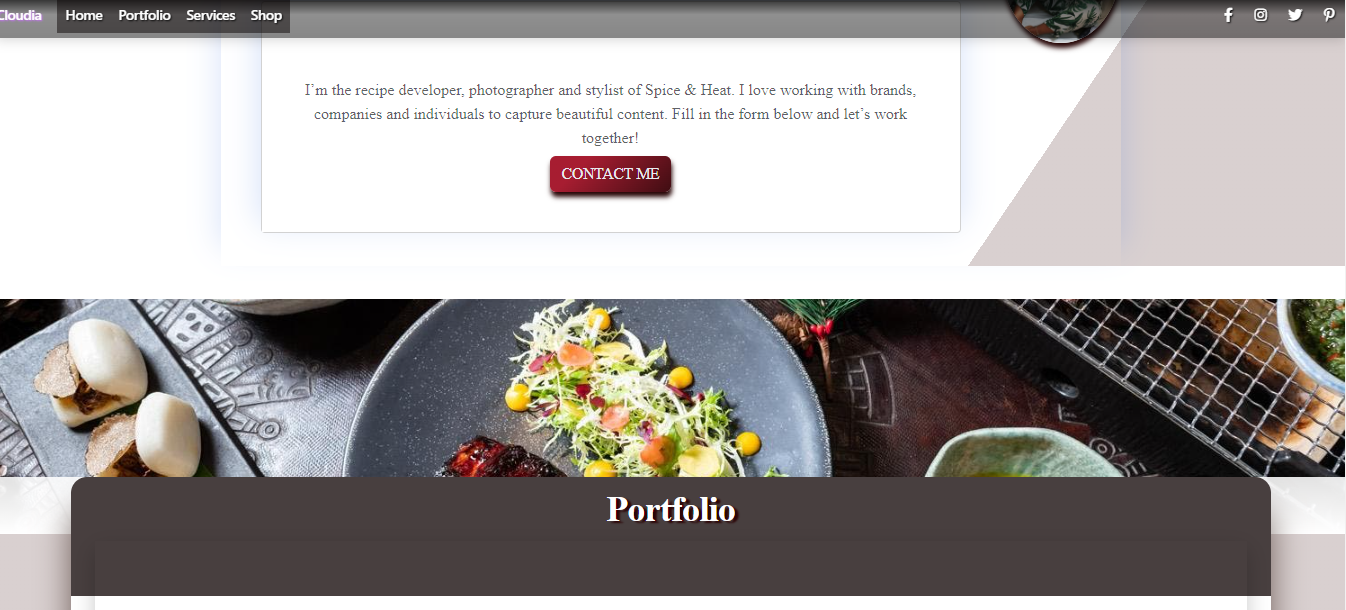 Cloudia Home Portfolio Services Shop
I'm the recipe developer, photographer and stylist of Spice & Heat. I love working with brands,
companies and individuals to capture beautiful content. Fill in the form below and let's work
together!
CONTACT ME
Portfolio